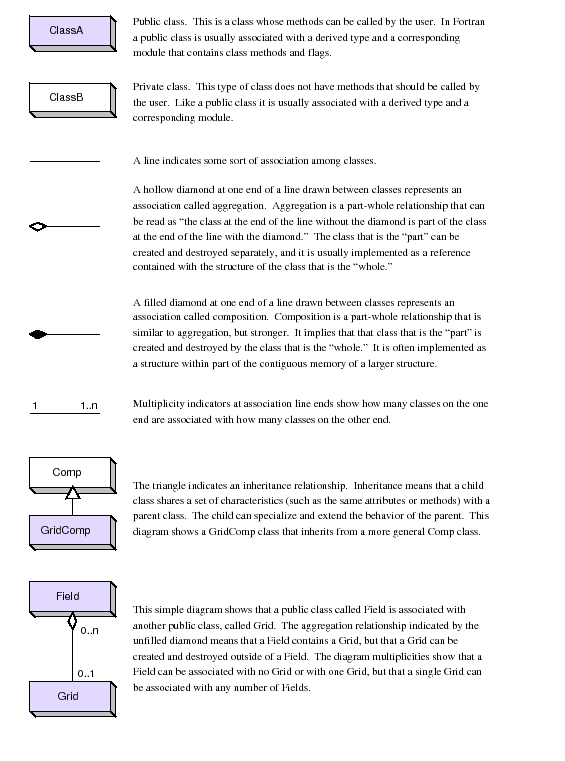 ClassA
Public class.  This is a class whose methods can be called by the user.  In Fortran
a public class is usually associated with a derived type and a corresponding
module that contains class methods and flags.
ClassB
Private class.  This type of class does not have methods that should be called by
the user.  Like a public class it is usually associated with a derived type and a
corresponding module.
A line indicates some sort of association among classes.
A hollow diamond at one end of a line drawn between classes represents an
association called aggregation.  Aggregation is a part-whole relationship that can
be read as “the class at the end of the line without the diamond is part of the class
at the end of the line with the diamond.”  The class that is the “part” can be
created and destroyed separately, and it is usually implemented as a reference
contained with the structure of the class that is the “whole.”
A filled diamond at one end of a line drawn between classes represents an
association called composition.  Composition is a part-whole relationship that is
similar to aggregation, but stronger.  It implies that that class that is the “part” is
created and destroyed by the class that is the “whole.”  It is often implemented as
a structure within part of the contiguous memory of a larger structure.
1 1..n
Multiplicity indicators at association line ends show how many classes on the one
end are associated with how many classes on the other end.
Comp
GridComp
The triangle indicates an inheritance relationship.  Inheritance means that a child
class shares a set of characteristics (such as the same attributes or methods) with a
parent class.  The child can specialize and extend the behavior of the parent.  This
diagram shows a GridComp class that inherits from a more general Comp class.
Field
0..n
0..1
Grid
This simple diagram shows that a public class called Field is associated with
another public class, called Grid.  The aggregation relationship indicated by the
unfilled diamond means that a Field contains a Grid, but that a Grid can be
created and destroyed outside of a Field.  The diagram multiplicities show that a
Field can be associated with no Grid or with one Grid, but that a single Grid can
be associated with any number of Fields.